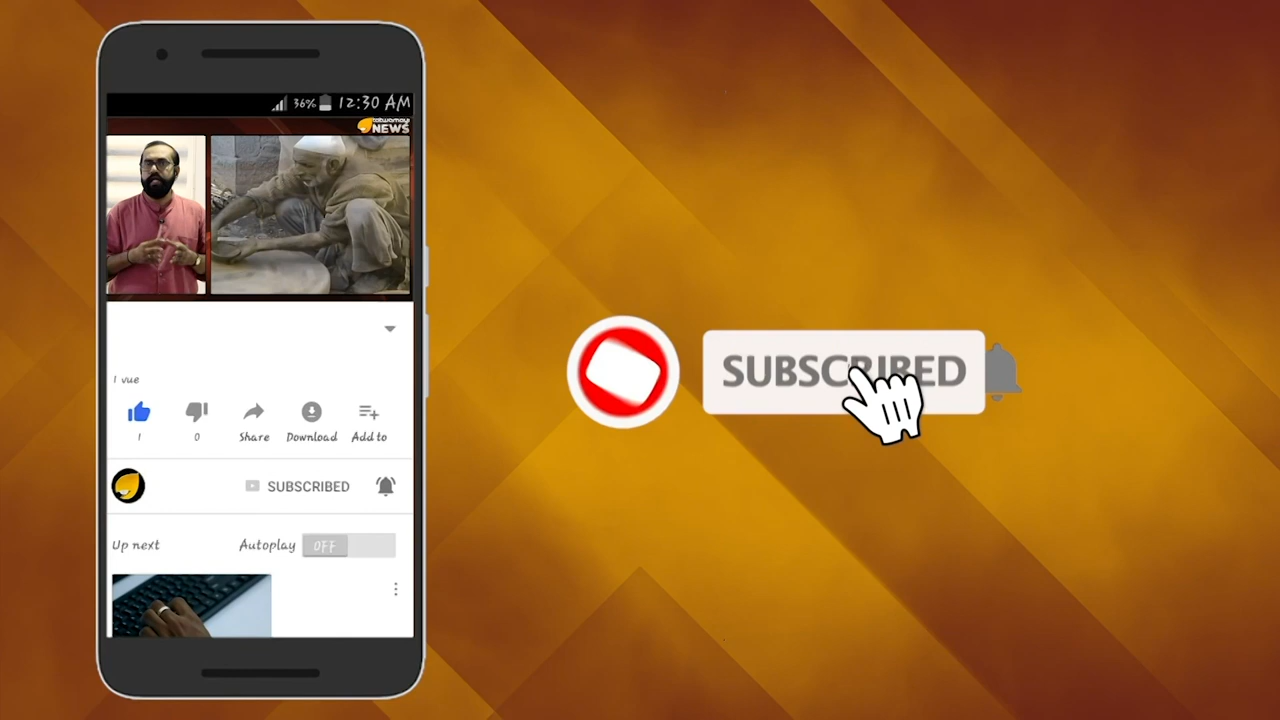 36% 12:30 AM
tatwamayi
NEWS
1 vue
1 0 Share Download Add to
SUBSCRIBED
Up next Autoplay OFF
SUBSCRIBED